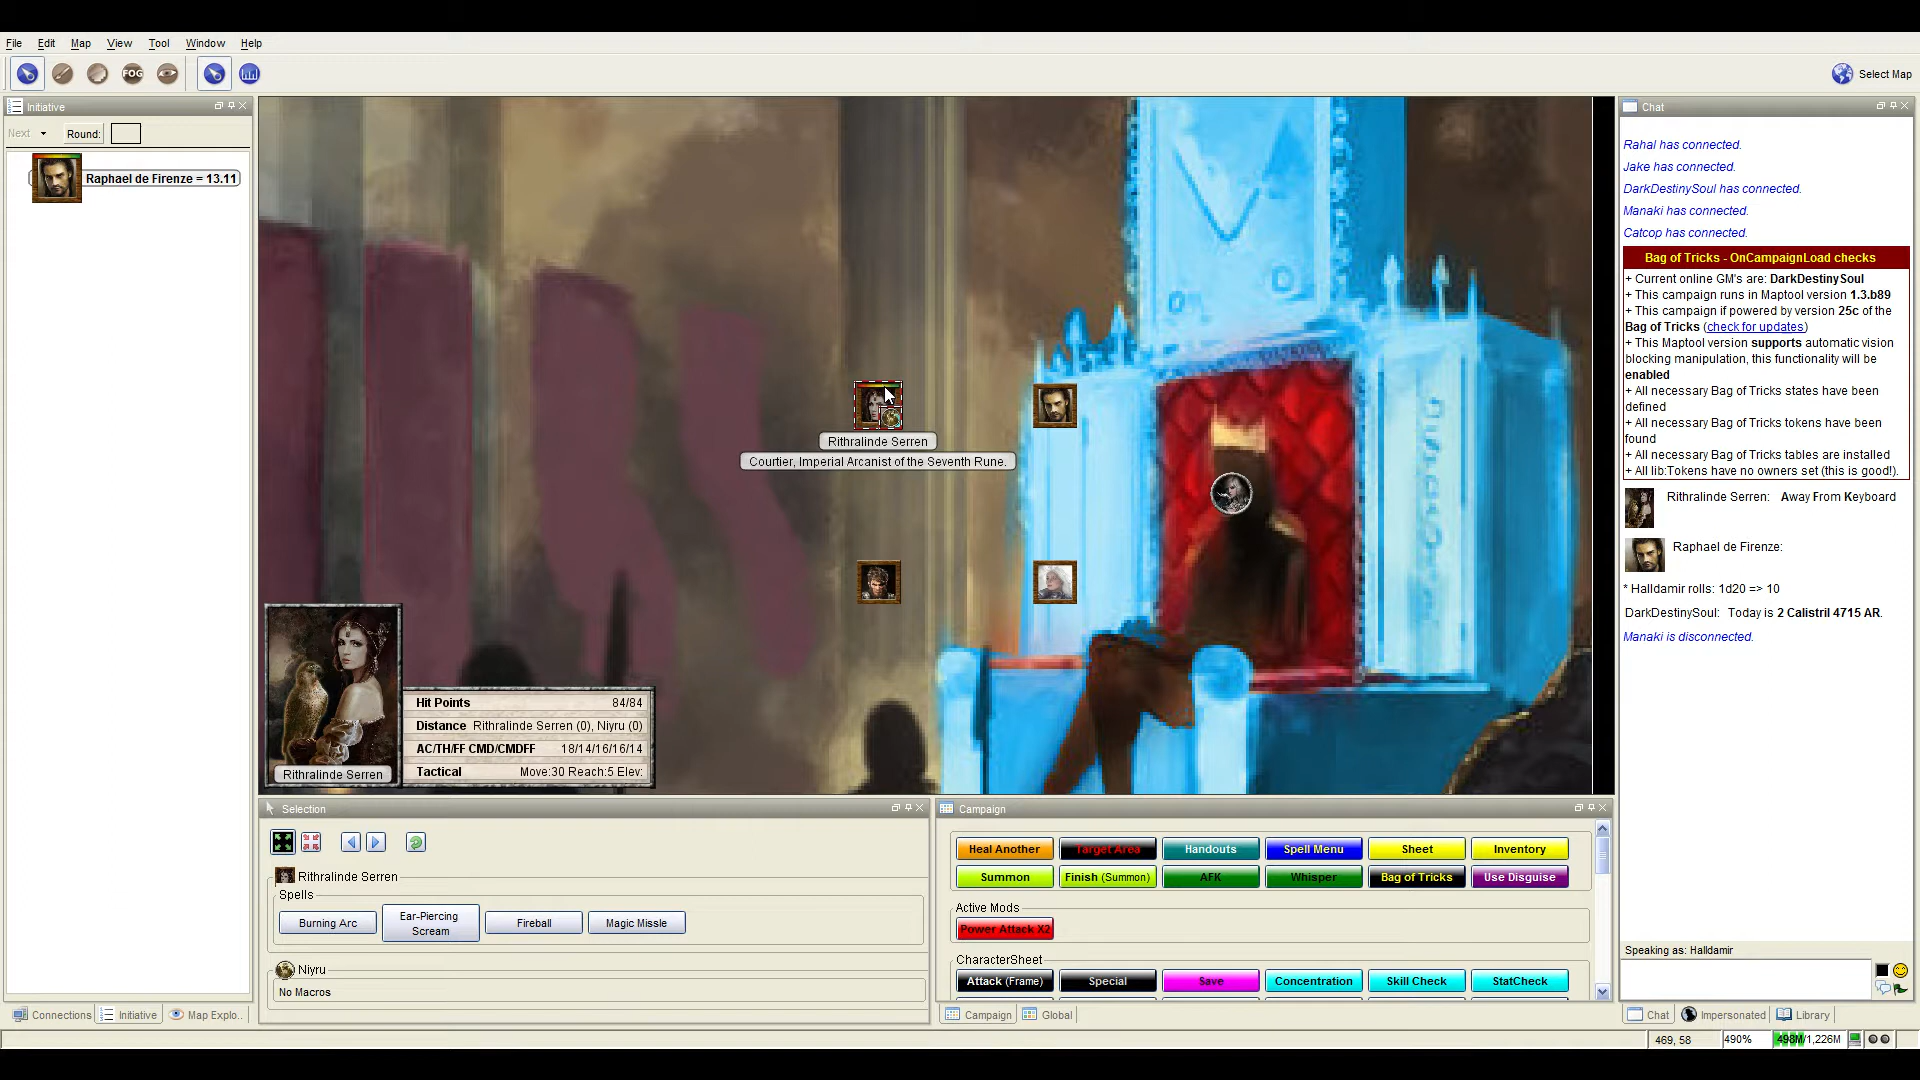 File Edit Map View Tool Window Help
FOG
Select Map
Initiative
Next Round:
Raphael de Firenze = 13.11
Rithralinde Serren
Courtier, Imperial Arcanist of the Seventh Rune.
Rithralinde Serren
Hit Points 84/84
Distance Rithralinde Serren (0), Niyru (0)
AC/TH/FF CMD/CMDFF 18/14/16/16/14
Tactical Move:30 Reach:5 Elev:
Selection
Rithralinde Serren
Spells
Burning Arc
Ear-Piercing
Scream
Fireball
Magic Missle
Niyru
No Macros
Campaign
Heal Another Target Area Handouts Spell Menu Sheet Inventory
Summon Finish (Summon) AFK Whisper Bag of Tricks Use Disguise
Active Mods
Power Attack X2
CharacterSheet
Attack (Frame) Special Save Concentration Skill Check StatCheck
Chat
Rahal has connected.
Jake has connected.
DarkDestinySoul has connected.
Manaki has connected.
Catcop has connected.
Bag of Tricks - OnCampaignLoad checks
+ Current online GM's are: DarkDestinySoul
+ This campaign runs in Maptool version 1.3.b89
+ This campaign if powered by version 25c of the
Bag of Tricks (check for updates)
+ This Maptool version supports automatic vision
blocking manipulation, this functionality will be
enabled
+ All necessary Bag of Tricks states have been
defined
+ All necessary Bag of Tricks tokens have been
found
+ All necessary Bag of Tricks tables are installed
+ All lib:Tokens have no owners set (this is good!).
Rithralinde Serren: Away From Keyboard
Raphael de Firenze:
* Halldamir rolls: 1d20 => 10
DarkDestinySoul: Today is 2 Calistril 4715 AR.
Manaki is disconnected.
Speaking as: Halldamir
Connections Initiative Map Explo..
Campaign Global
Chat Impersonated Library
469, 58 490% 498M/1,226M